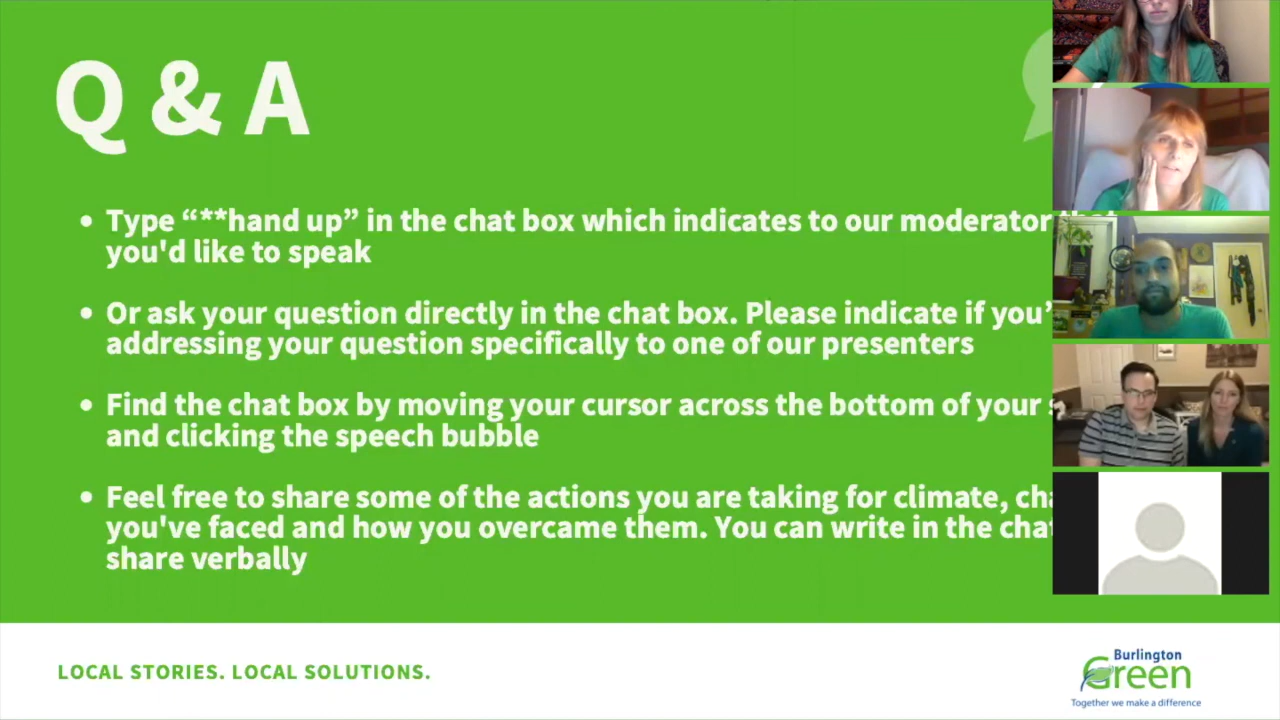 Q & A
• Type “**hand up” in the chat box which indicates to our moderator that
you'd like to speak
• Or ask your question directly in the chat box. Please indicate if you’
addressing your question specifically to one of our presenters
• Find the chat box by moving your cursor across the bottom of your
and clicking the speech bubble
• Feel free to share some of the actions you are taking for climate,
you've faced and how you overcame them. You can write in the chat
share verbally
LOCAL STORIES. LOCAL SOLUTIONS.
Burlington
Green
Together we make a difference